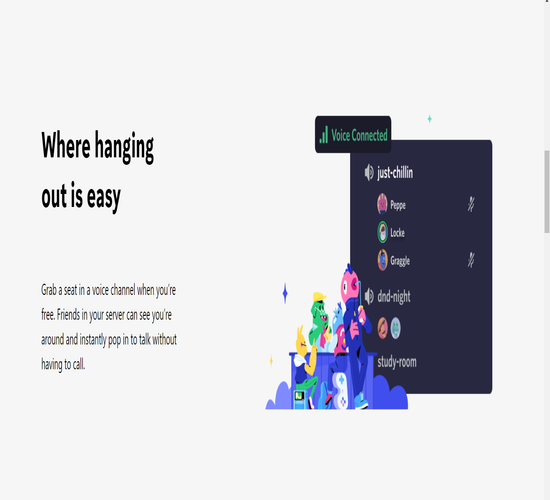 Where hanging
out is easy
Grab a seat in a voice channel when you're
free. Friends in your server can see you're
around and instantly pop in to talk without
having to call.
Voice Connected
just-chillin
Peppe
Locke
Graggle
dnd-night
study-room